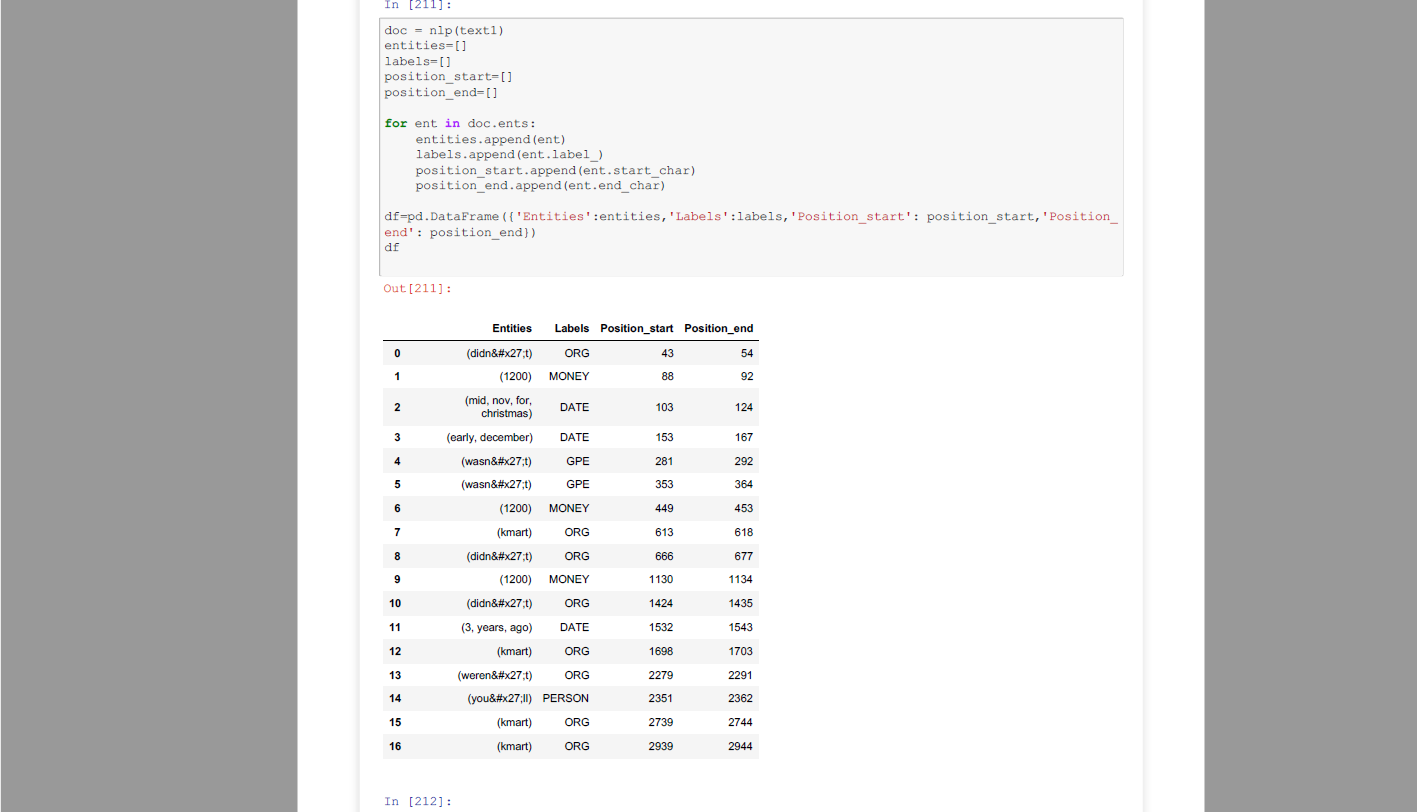 In [211]:
doc = nlp(text1)
entities=[]
labels=[]
position_start=[]
position_end=[]
for ent in doc.ents:
    entities.append(ent)
    labels.append(ent.label_)
    position_start.append(ent.start_char)
    position_end.append(ent.end_char)
df=pd.DataFrame({'Entities':entities,'Labels':labels,'Position_start': position_start,'Position_
end': position_end})
df
Out[211]:
Entities Labels Position_start Position_end
0 (didn&#x27;t) ORG 43 54
1 (1200) MONEY 88 92
2 (mid, nov, for,
christmas) DATE 103 124
3 (early, december) DATE 153 167
4 (wasn&#x27;t) GPE 281 292
5 (wasn&#x27;t) GPE 353 364
6 (1200) MONEY 449 453
7 (kmart) ORG 613 618
8 (didn&#x27;t) ORG 666 677
9 (1200) MONEY 1130 1134
10 (didn&#x27;t) ORG 1424 1435
11 (3, years, ago) DATE 1532 1543
12 (kmart) ORG 1698 1703
13 (weren&#x27;t) ORG 2279 2291
14 (you&#x27;ll) PERSON 2351 2362
15 (kmart) ORG 2739 2744
16 (kmart) ORG 2939 2944
In [212]: